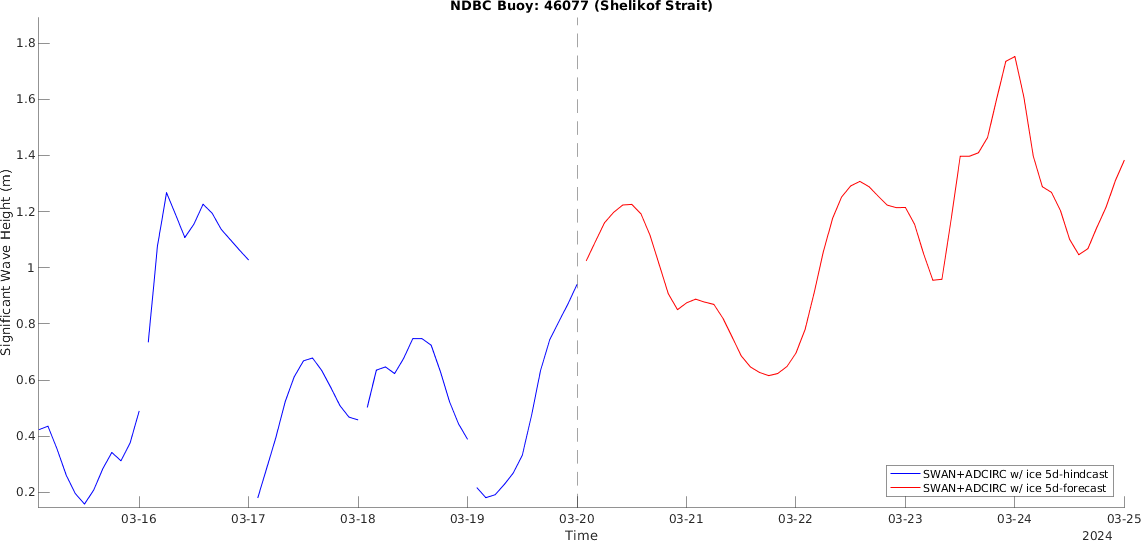 NDBC Buoy: 46077 (Shelikof Strait)
Significant Wave Height (m)
1.8
1.6
1.4
1.2
1
0.8
0.6
0.4
0.2
SWAN+ADCIRC w/ ice 5d-hindcast
SWAN+ADCIRC w/ ice 5d-forecast
03-16 03-17 03-18 03-19 03-20 03-21 03-22 03-23 03-24 03-25
Time
2024